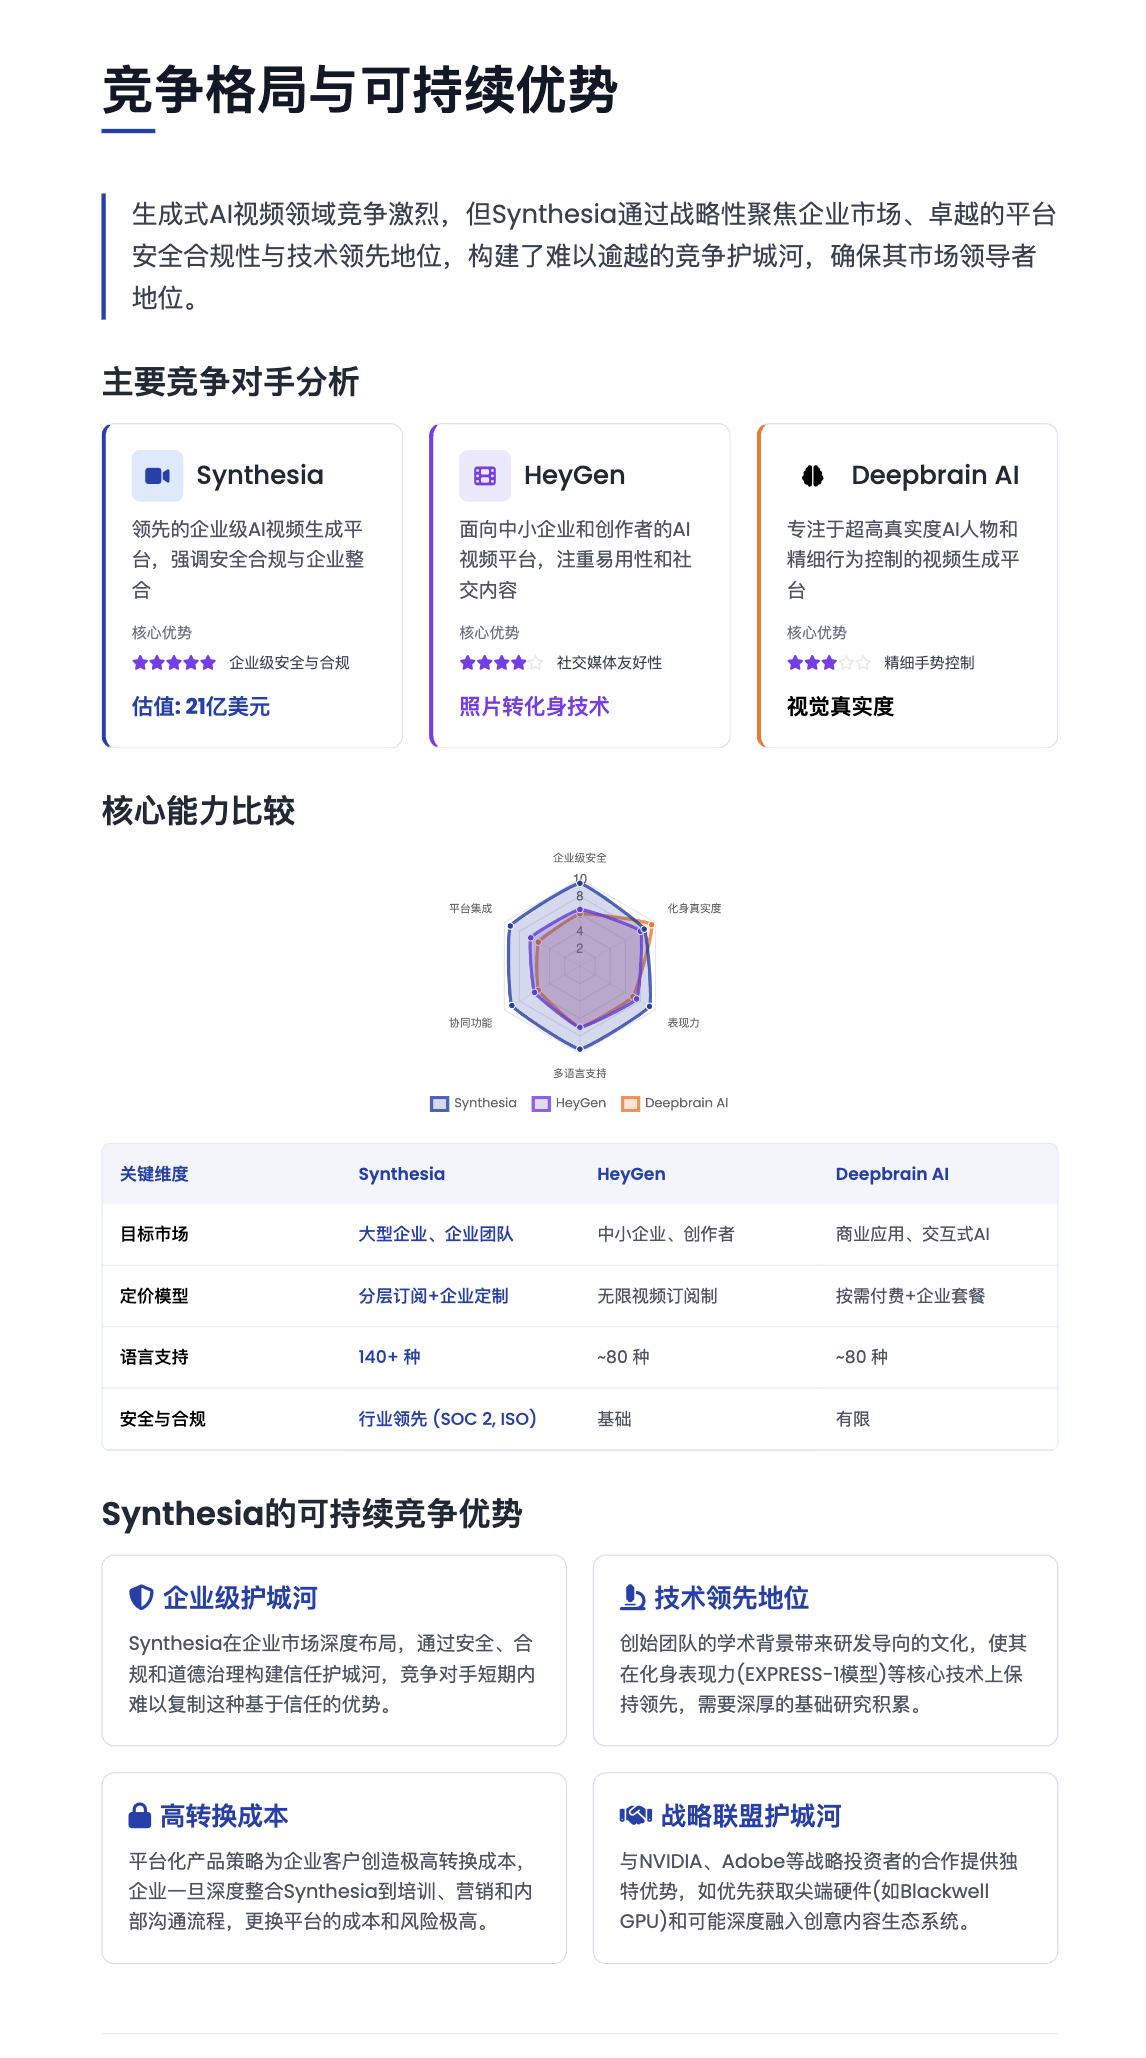 竞争格局与可持续优势
生成式AI视频领域竞争激烈，但Synthesia通过战略性聚焦企业市场、卓越的平台
安全合规性与技术领先地位，构建了难以逾越的竞争护城河，确保其市场领导者
地位。
主要竞争对手分析
Synthesia
领先的企业级AI视频生成平
台，强调安全合规与企业整
合
核心优势
企业级安全与合规
估值: 21亿美元
HeyGen
面向中小企业和创作者的AI
视频平台，注重易用性和社
交内容
核心优势
社交媒体友好性
照片转化身技术
Deepbrain AI
专注于超高真实度AI人物和
精细行为控制的视频生成平
台
核心优势
精细手势控制
视觉真实度
核心能力比较
企业级安全
10
8
4
2
平台集成
化身真实度
协同功能
表现力
多语言支持
Synthesia HeyGen Deepbrain AI
关键维度 Synthesia HeyGen Deepbrain AI
目标市场 大型企业、企业团队 中小企业、创作者 商业应用、交互式AI
定价模型 分层订阅+企业定制 无限视频订阅制 按需付费+企业套餐
语言支持 140+ 种 ~80 种 ~80 种
安全与合规 行业领先 (SOC 2, ISO) 基础 有限
Synthesia的可持续竞争优势
企业级护城河
Synthesia在企业市场深度布局，通过安全、合
规和道德治理构建信任护城河，竞争对手短期内
难以复制这种基于信任的优势。
技术领先地位
创始团队的学术背景带来研发导向的文化，使其
在化身表现力(EXPRESS-1模型)等核心技术上保
持领先，需要深厚的基础研究积累。
高转换成本
平台化产品策略为企业客户创造极高转换成本，
企业一旦深度整合Synthesia到培训、营销和内
部沟通流程，更换平台的成本和风险极高。
战略联盟护城河
与NVIDIA、Adobe等战略投资者的合作提供独
特优势，如优先获取尖端硬件(如Blackwell
GPU)和可能深度融入创意内容生态系统。